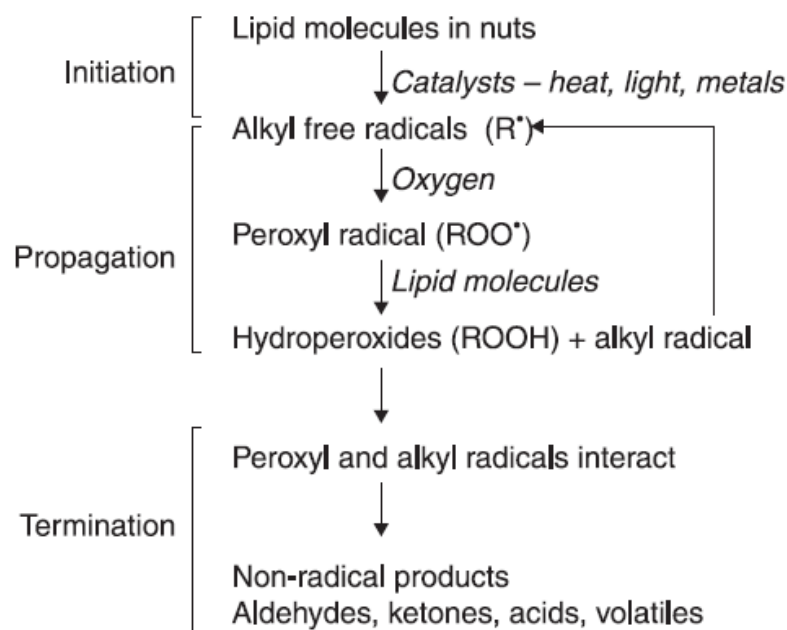 Lipid molecules in nuts
Initiation
Catalysts – heat, light, metals
Alkyl free radicals (R•)
Oxygen
Peroxyl radical (ROO•)
Propagation
Lipid molecules
Hydroperoxides (ROOH) + alkyl radical
Peroxyl and alkyl radicals interact
Termination
Non-radical products
Aldehydes, ketones, acids, volatiles